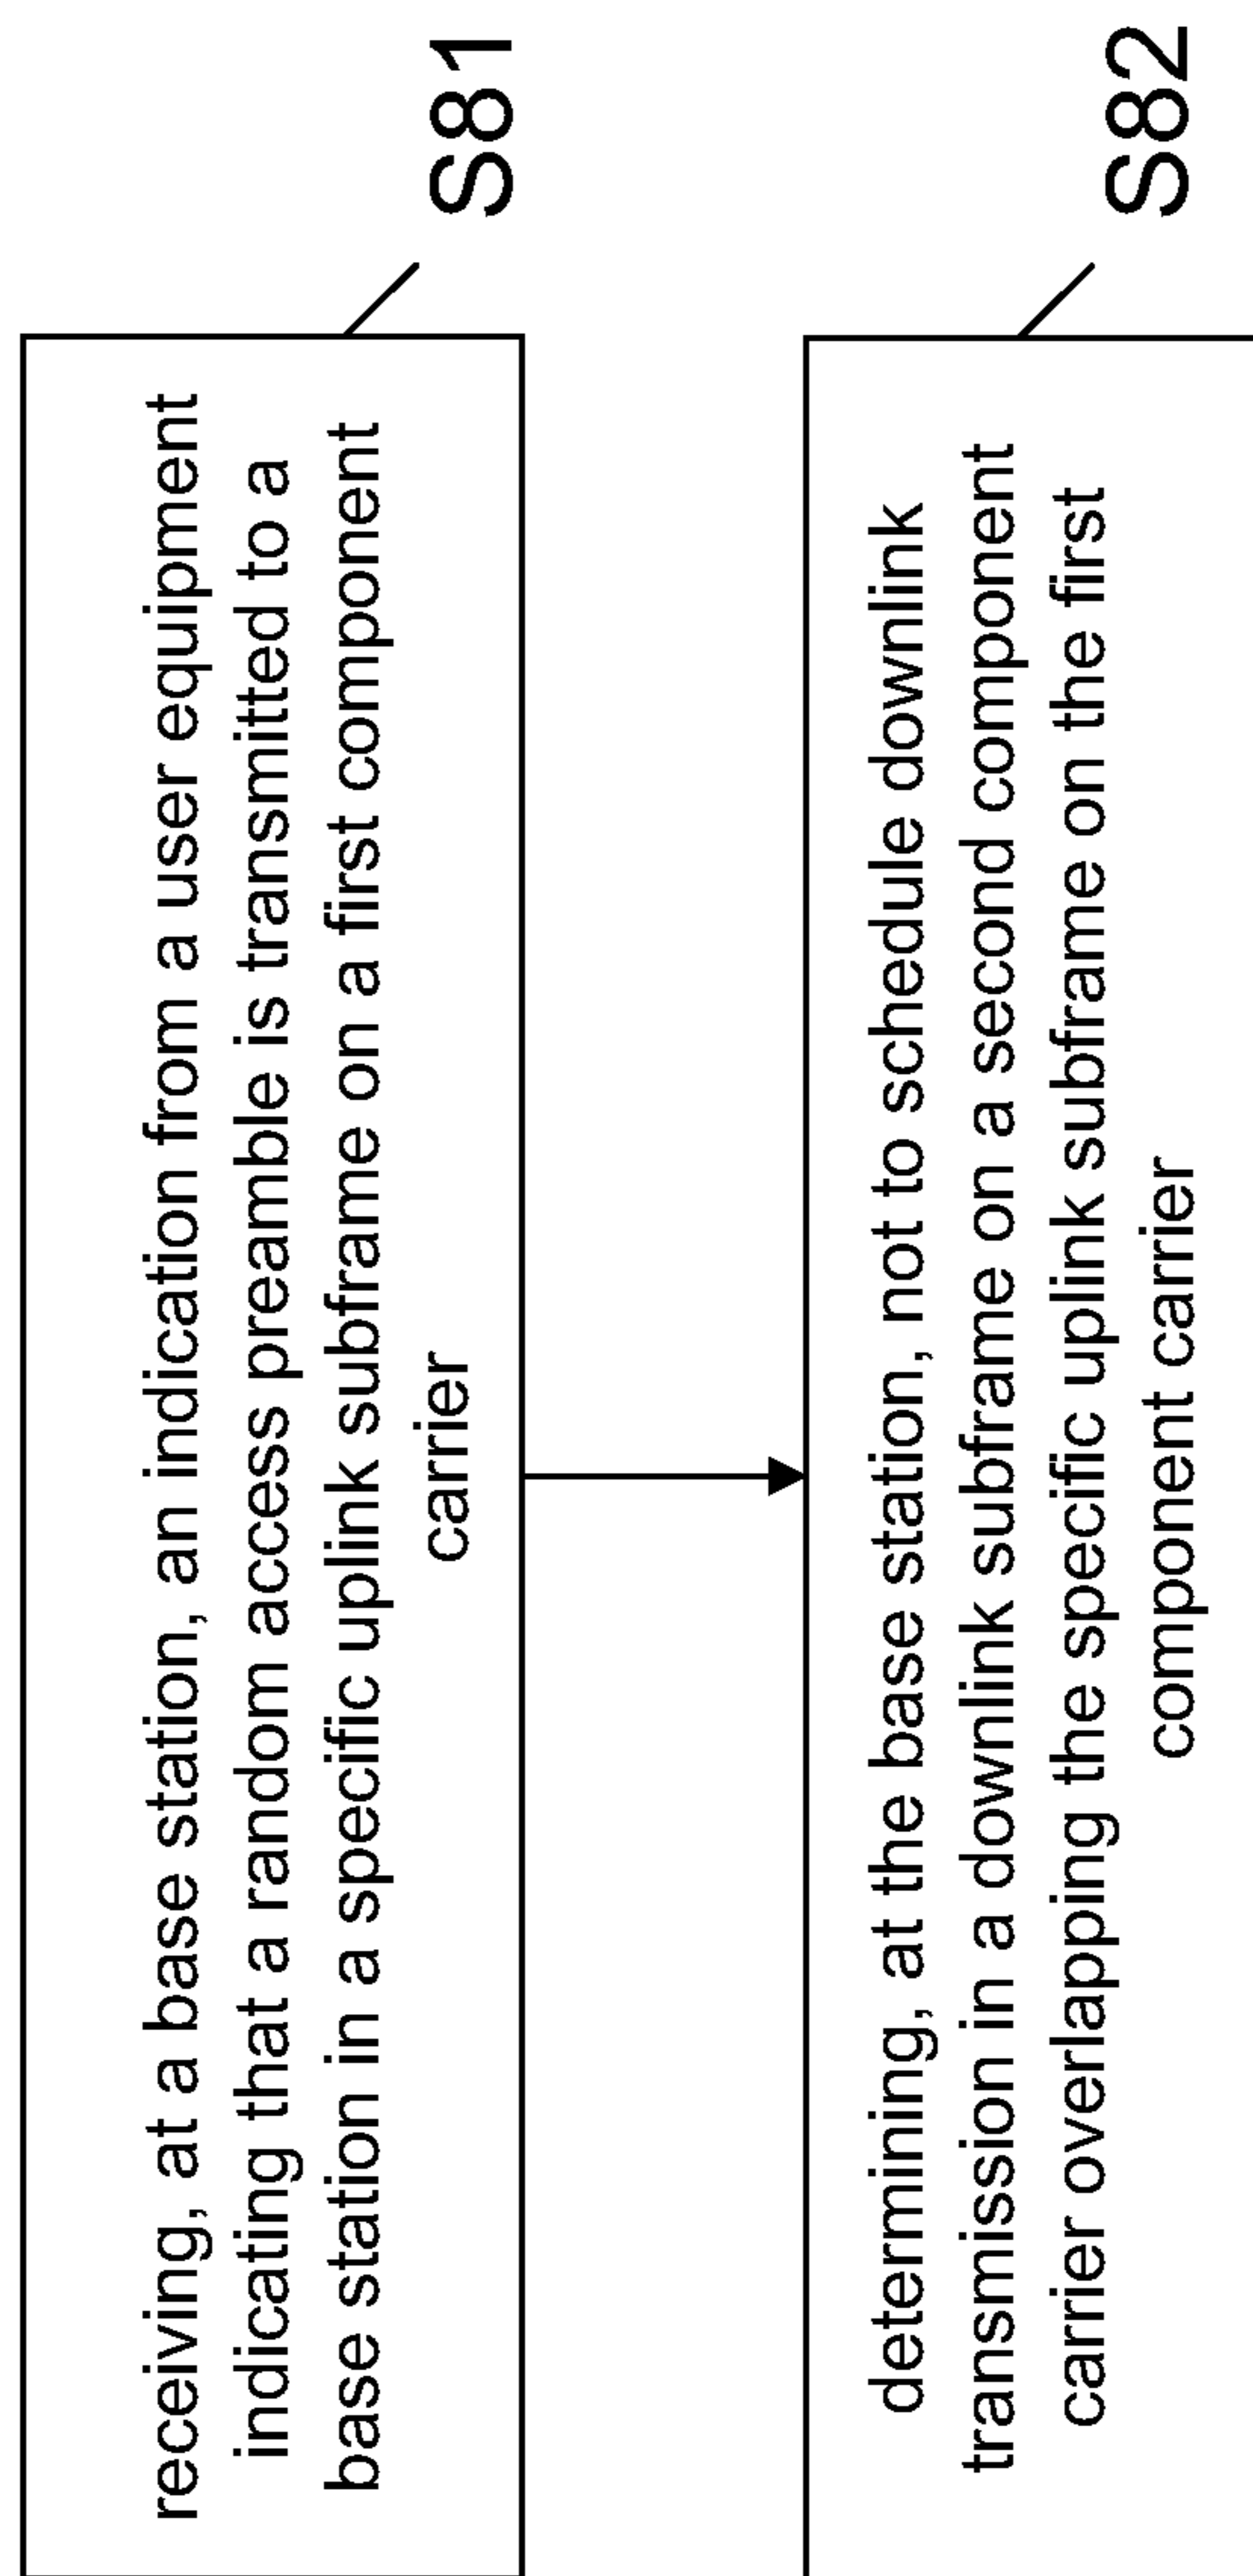 receiving, at a base station, an indication from a user equipment
indicating that a random access preamble is transmitted to a
base station in a specific uplink subframe on a first component
carrier
S81
determining, at the base station, not to schedule downlink
transmission in a downlink subframe on a second component
carrier overlapping the specific uplink subframe on the first
component carrier
S82